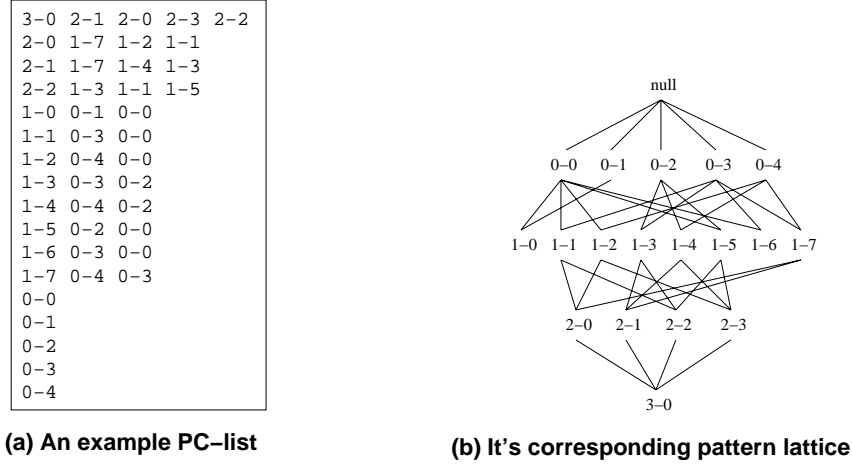 3-0 2-1 2-0 2-3 2-2
2-0 1-7 1-2 1-1
2-1 1-7 1-4 1-3
2-2 1-3 1-1 1-5
1-0 0-1 0-0
1-1 0-3 0-0
1-2 0-4 0-0
1-3 0-3 0-2
1-4 0-4 0-2
1-5 0-2 0-0
1-6 0-3 0-0
1-7 0-4 0-3
0-0
0-1
0-2
0-3
0-4
(a) An example PC-list
null
0-0 0-1 0-2 0-3 0-4
1-0 1-1 1-2 1-3 1-4 1-5 1-6 1-7
2-0 2-1 2-2 2-3
3-0
(b) It's corresponding pattern lattice